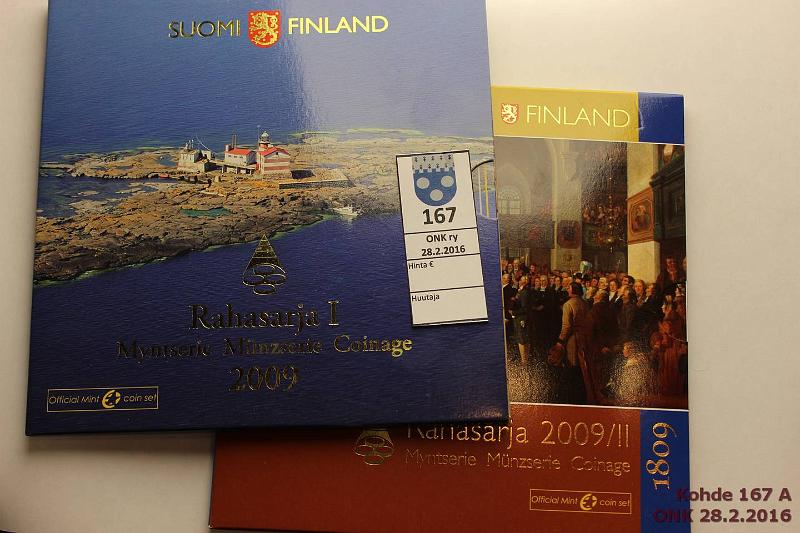 SUOMI FINLAND
Rahasarja I
Myntserie Münzserie Coinage
2009
Official Mint coin set
167
ONK ry
28.2.2016
Hinta €
Huutaja
FINLAND
Rahasarja 2009/II
Myntserie Münzserie Coinage
Official Mint coin set
1809
Kohde 167 A
ONK 28.2.2016